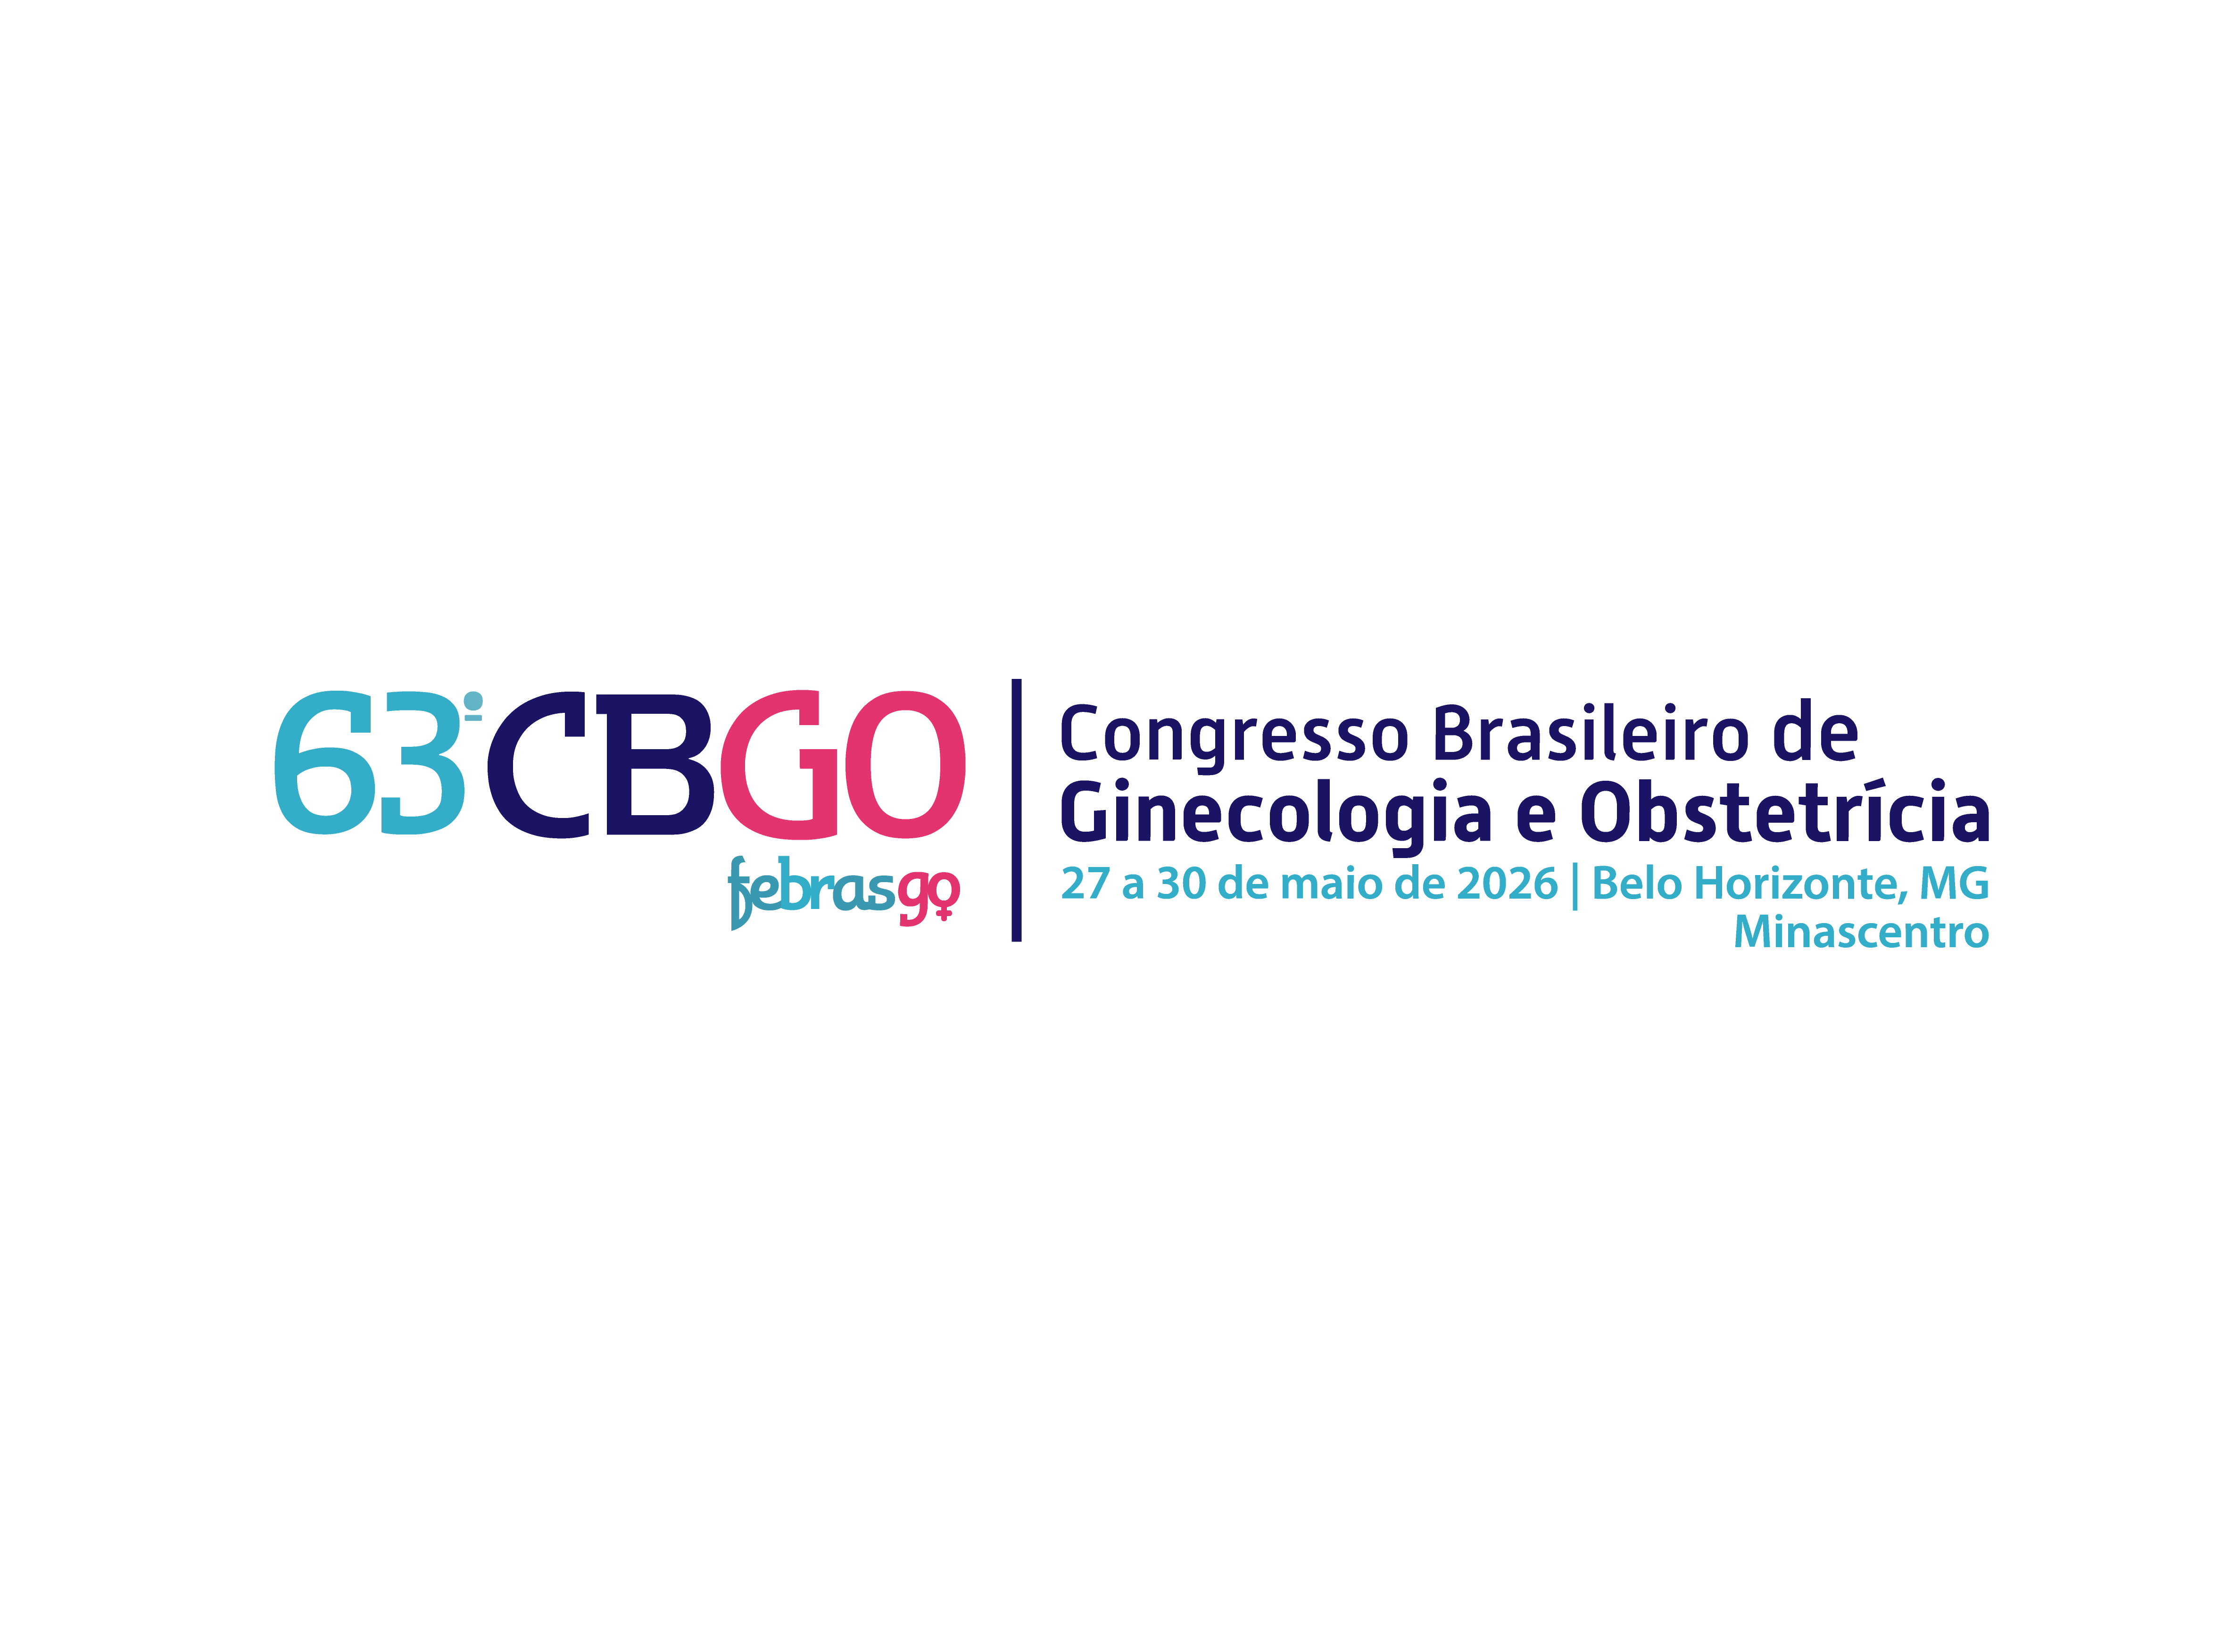 63º CBGO
febrasgo
Congresso Brasileiro de
Ginecologia e Obstetrícia
27 a 30 de maio de 2026 | Belo Horizonte, MG
Minascentro